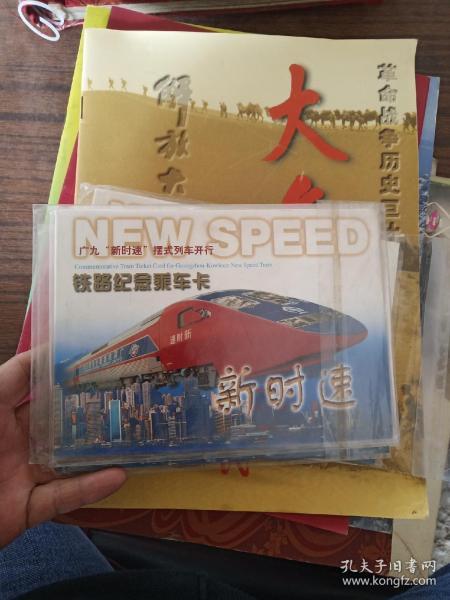 革命战争历史巨
解放大
大
NEW SPEED
广九“新时速”摆式列车开行
Commemorative Train Ticket Card for Guangzhou-Kowloon New Speed Train
铁路纪念乘车卡
新时速
新时速
孔夫子旧书网
www.kongfz.com